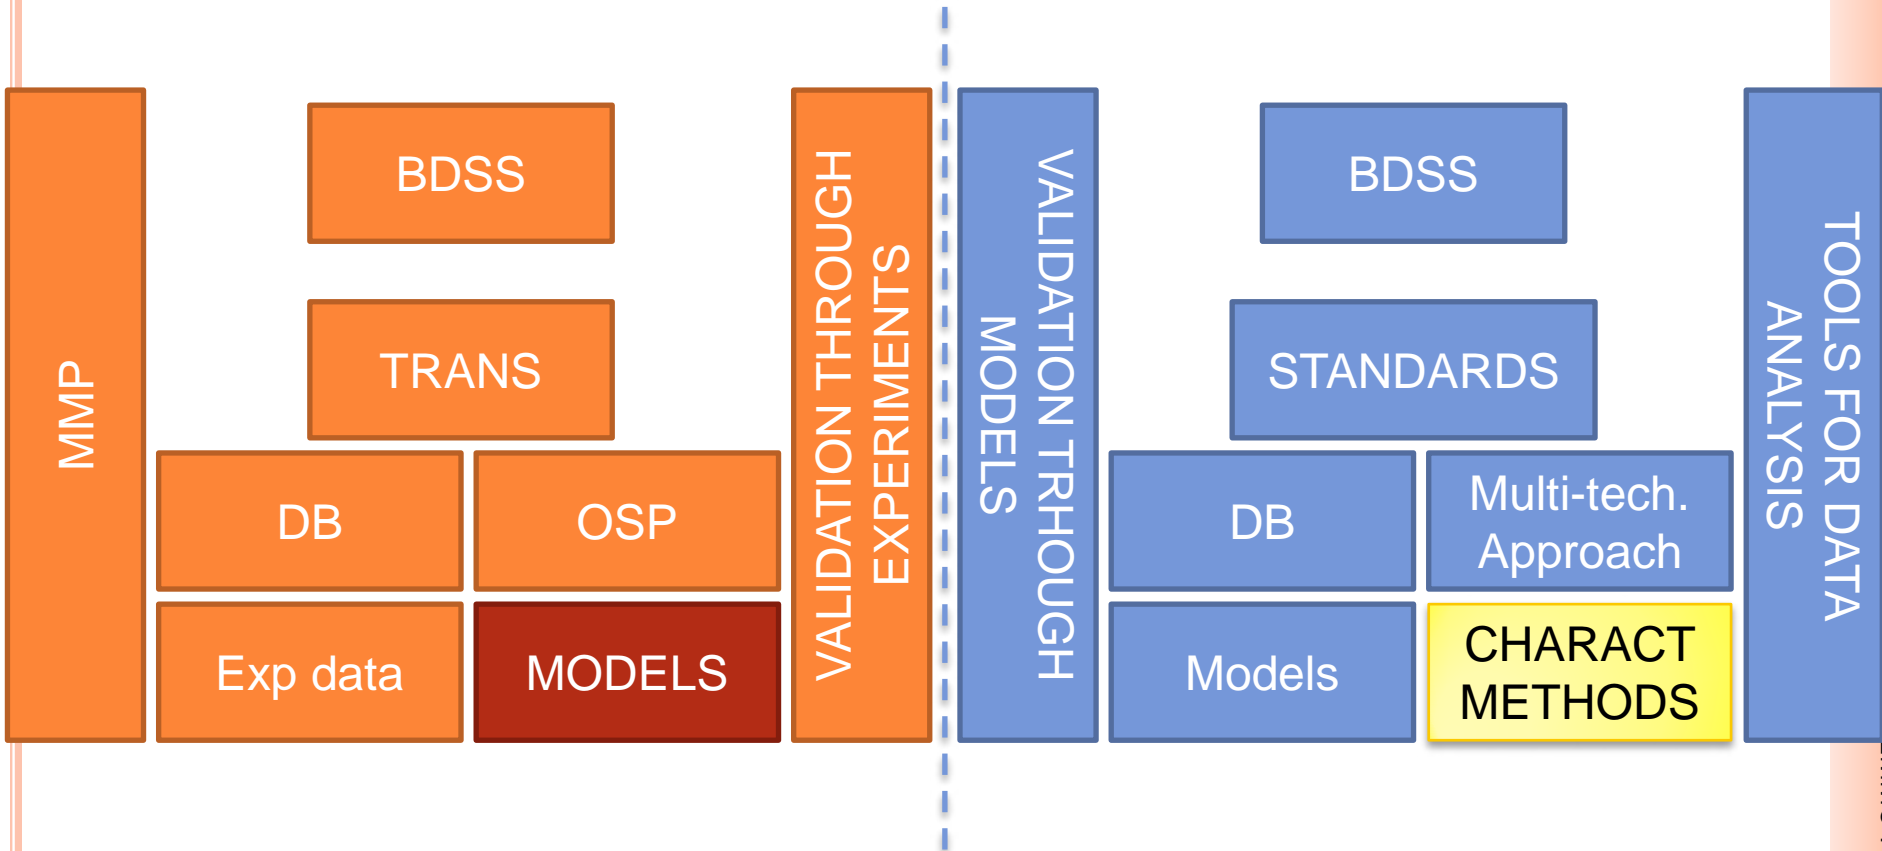 MMP
BDSS
TRANS
DB
OSP
Exp data
MODELS
VALIDATION THROUGH
EXPERIMENTS
VALIDATION TRHOUGH
MODELS
BDSS
STANDARDS
DB
Multi-tech.
Approach
Models
CHARACT
METHODS
TOOLS FOR DATA
ANALYSIS